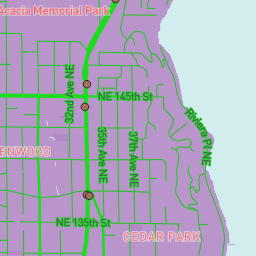 Acacia Memorial Park
32nd Ave NE
NE 145th St
Riviera Pl NE
35th Ave NE
37th Ave NE
ENWOOD
NE 135th St
CEDAR PARK